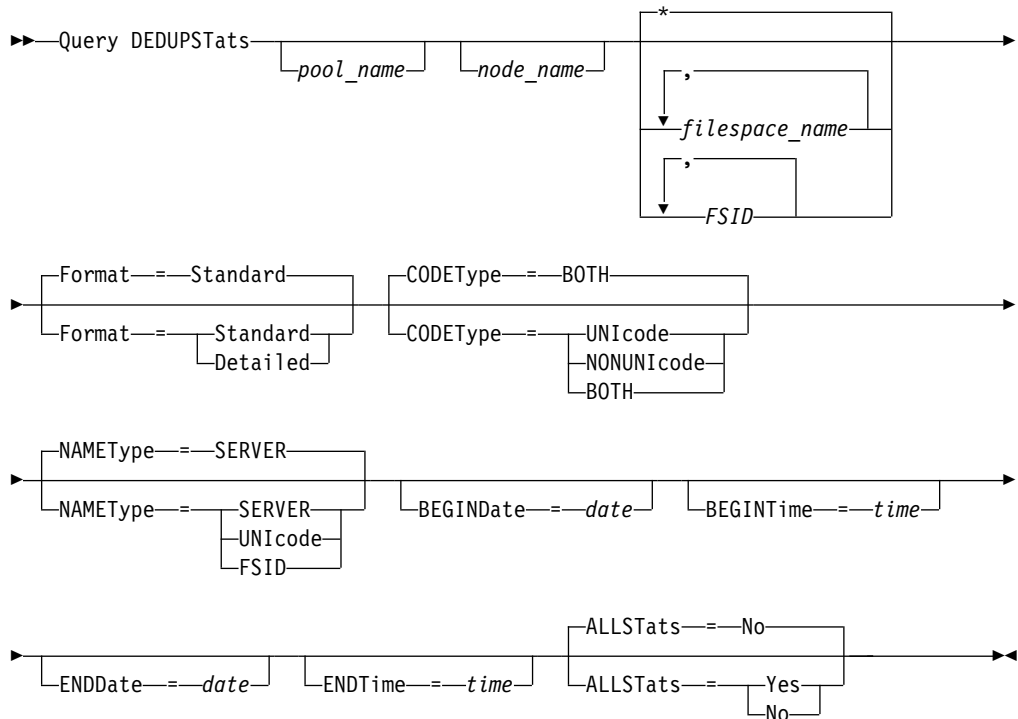 *
Query DEDUPSTats
pool_name
node_name
,
filespace_name
,
FSID
Format = Standard
Format = Standard
Detailed
CODEType = BOTH
CODEType = UNIcode
NONUNIcode
BOTH
NAMEType = SERVER
NAMEType = SERVER
UNIcode
FSID
BEGINDate = date
BEGINTime = time
ENDDate = date
ENDTime = time
ALLSTats = No
ALLSTats = Yes
No